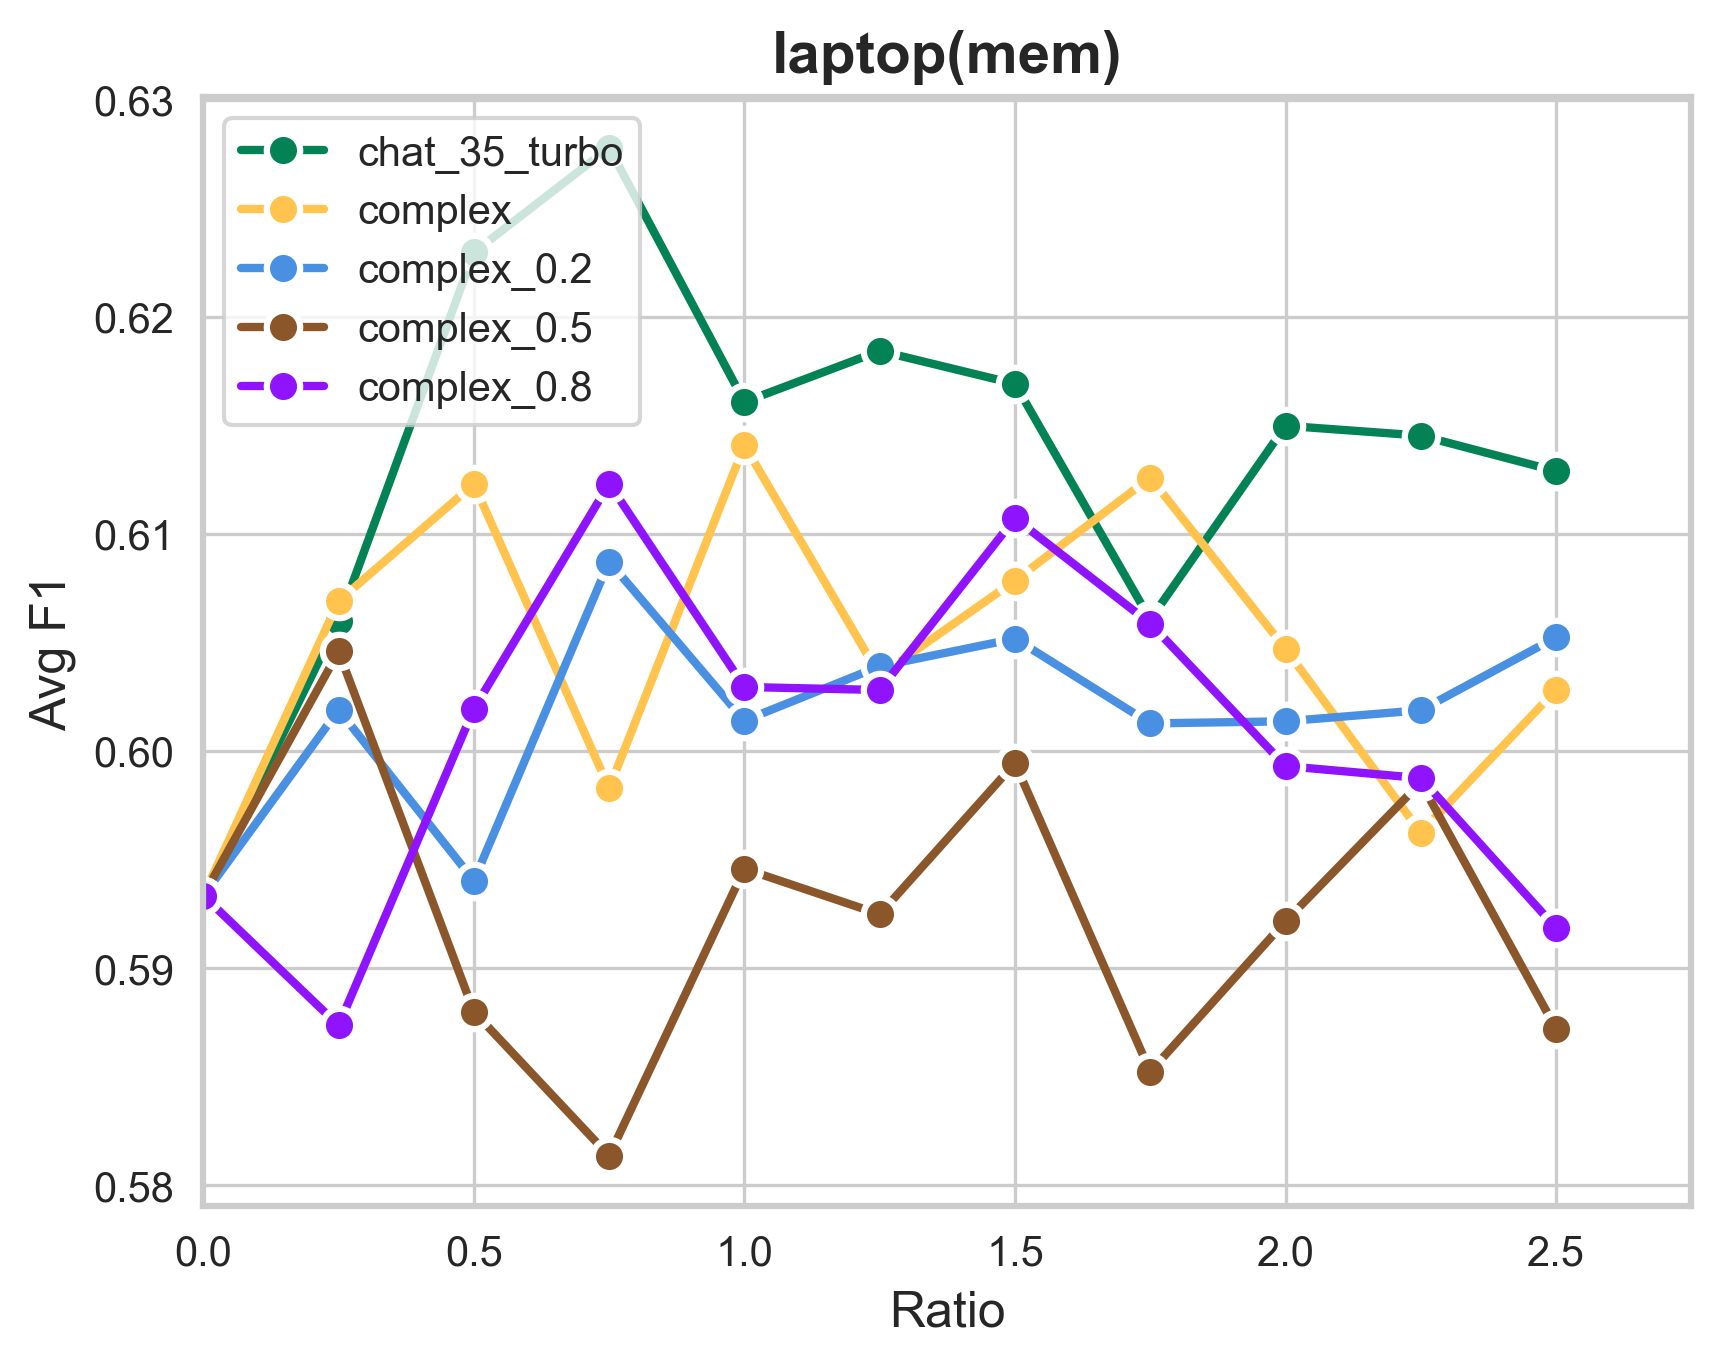 laptop(mem)
0.63
0.62
0.61
0.60
0.59
0.58
Avg F1
chat_35_turbo
complex
complex_0.2
complex_0.5
complex_0.8
0.0 0.5 1.0 1.5 2.0 2.5
Ratio